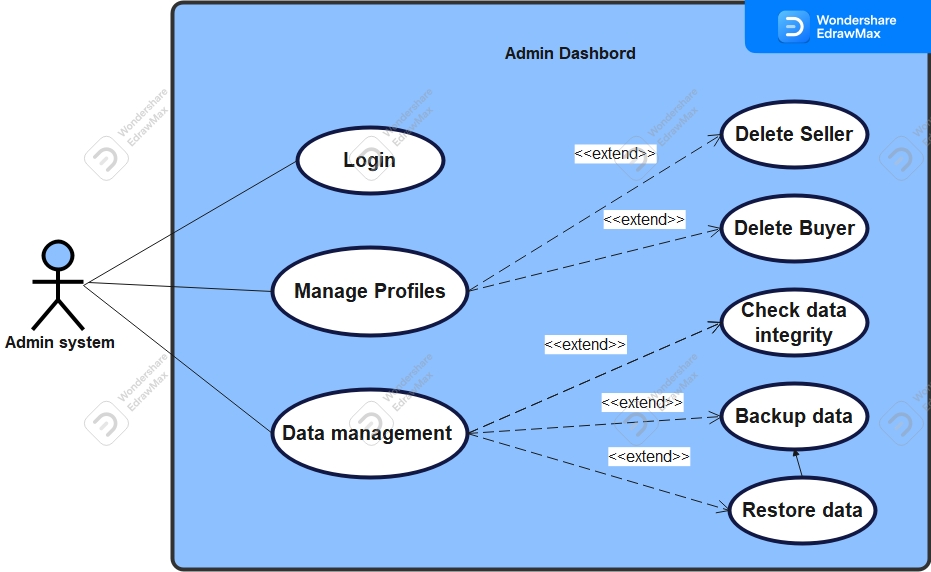 Wondershare
EdrawMax
Admin Dashbord
Wondershare
EdrawMax
Wondershare
EdrawMax
Wondershare
EdrawMax
Delete Seller
<<extend>>
Login
<<extend>>
Delete Buyer
Manage Profiles
Check data
integrity
Admin system
<<extend>>
Wondershare
EdrawMax
Wondershare
EdrawMax
Wondershare
EdrawMax
<<extend>>
Backup data
Data management
<<extend>>
Restore data